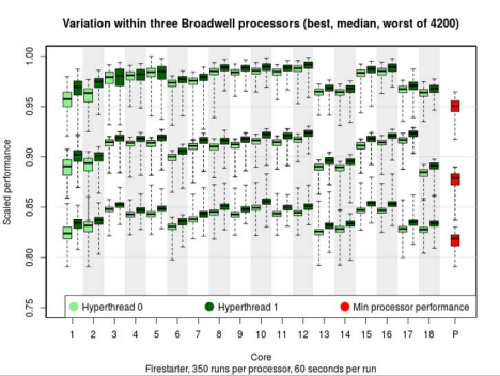 Variation within three Broadwell processors (best, median, worst of 4200)
Scaled performance
1.00
0.95
0.90
0.85
0.80
0.75
Hyperthread 0 Hyperthread 1 Min processor performance
1 2 3 4 5 6 7 8 9 10 11 12 13 14 15 16 17 18 P
Core
Firestarter, 350 runs per processor, 60 seconds per run